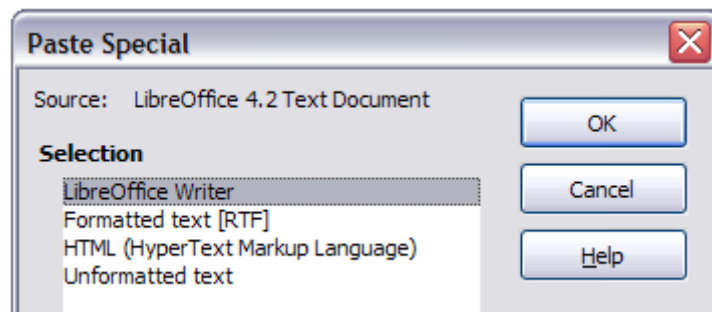 Paste Special
Source: LibreOffice 4.2 Text Document
OK
Selection
LibreOffice Writer
Cancel
Formatted text [RTF]
HTML (HyperText Markup Language)
Help
Unformatted text